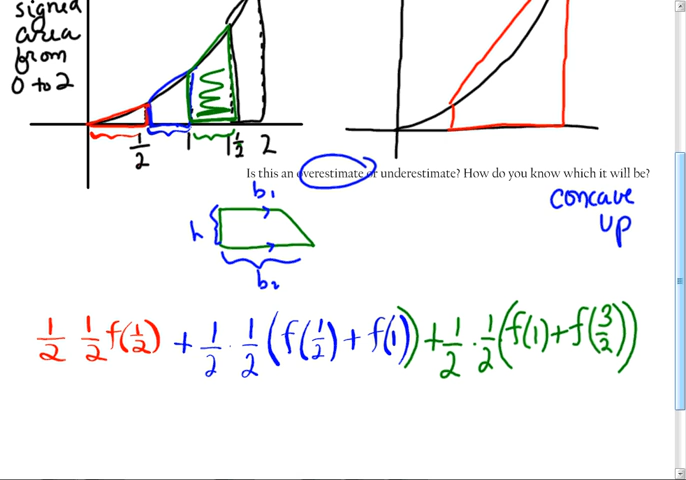 signed
area
from
0 to 2
1/2 1 1 1/2 2
Is this an overestimate or underestimate? How do you know which it will be?
concave
up
b₁
h
b₂
1/2 1/2 f(1/2) + 1/2 · 1/2 (f(1/2) + f(1)) + 1/2 · 1/2 (f(1) + f(3/2))